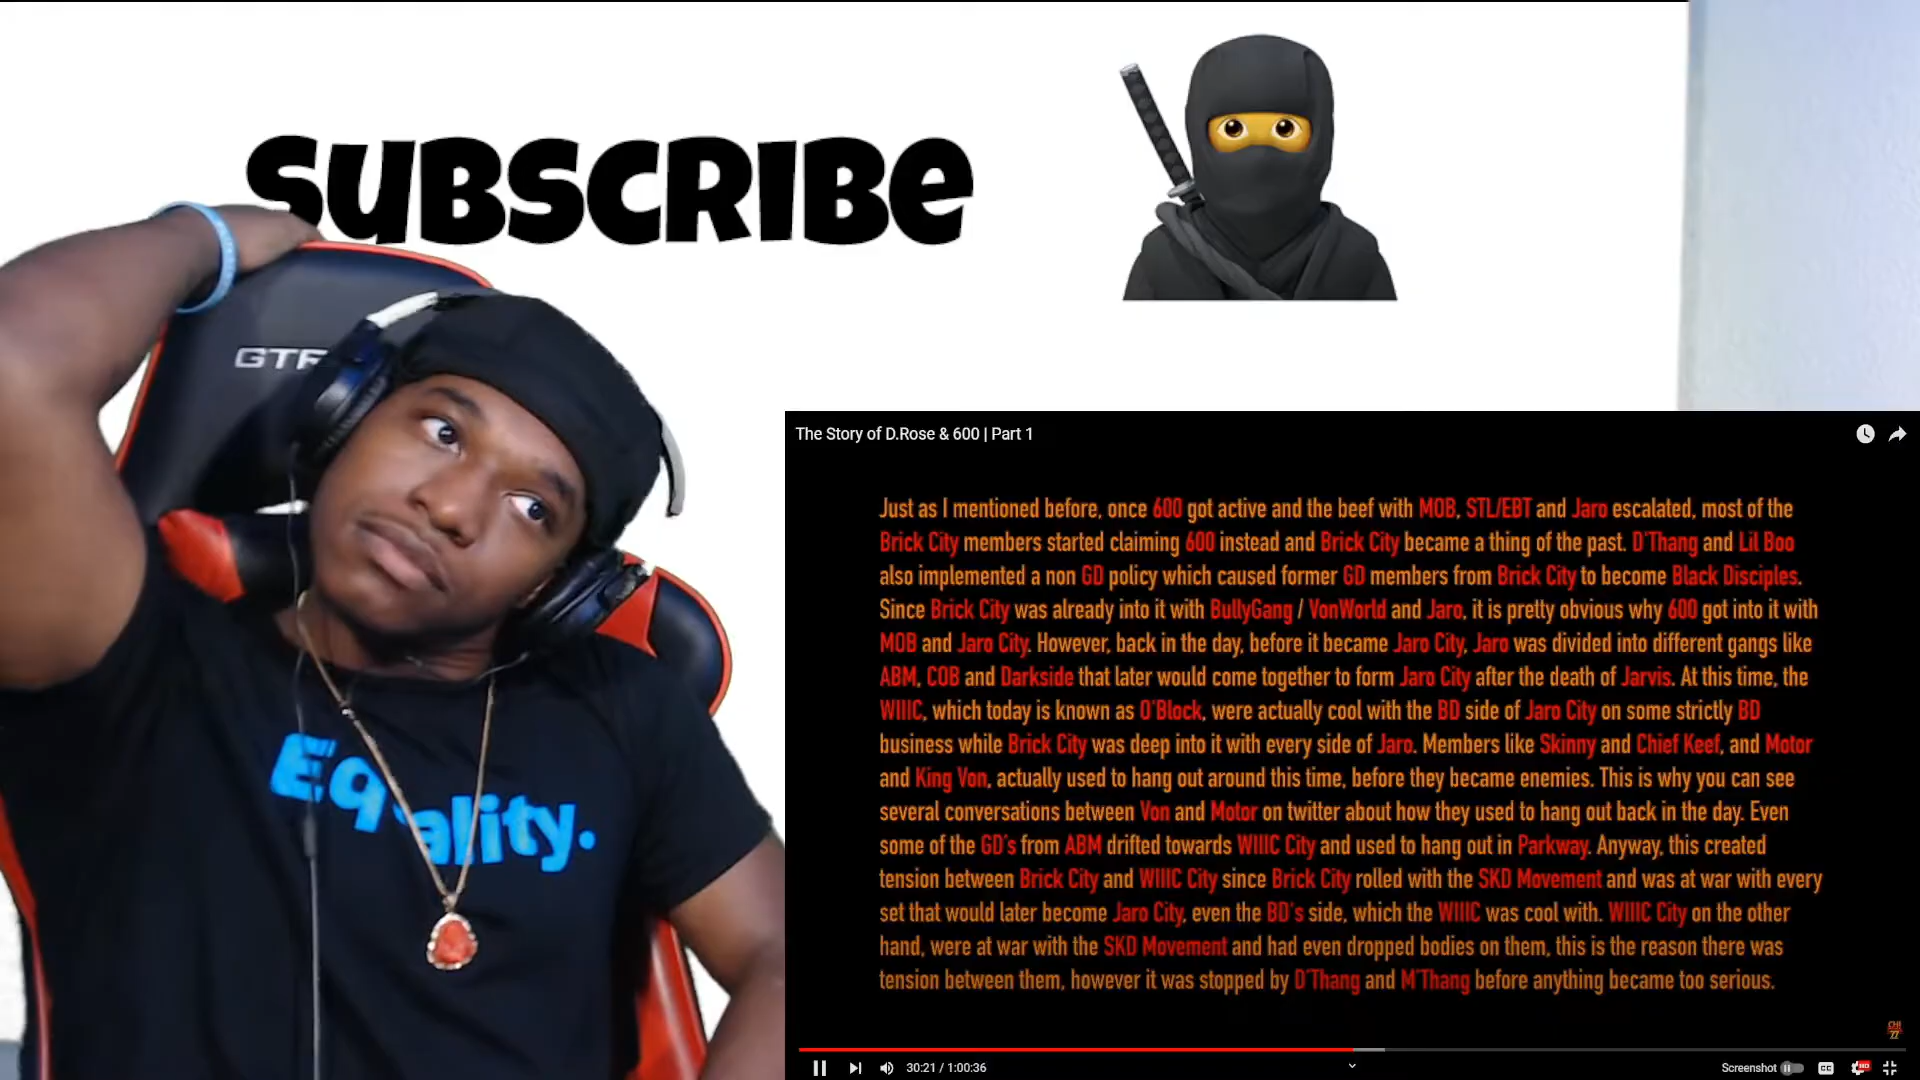 SUBSCRIBE
GTR
Equality.
The Story of D.Rose & 600 | Part 1
Just as I mentioned before, once 600 got active and the beef with MOB, STL/EBT and Jaro escalated, most of the
Brick City members started claiming 600 instead and Brick City became a thing of the past. D'Thang and Lil Boo
also implemented a non GD policy which caused former GD members from Brick City to become Black Disciples.
Since Brick City was already into it with BullyGang / VonWorld and Jaro, it is pretty obvious why 600 got into it with
MOB and Jaro City. However, back in the day, before it became Jaro City, Jaro was divided into different gangs like
ABM, COB and Darkside that later would come together to form Jaro City after the death of Jarvis. At this time, the
WIIIC, which today is known as O'Block, were actually cool with the BD side of Jaro City on some strictly BD
business while Brick City was deep into it with every side of Jaro. Members like Skinny and Chief Keef, and Motor
and King Von, actually used to hang out around this time, before they became enemies. This is why you can see
several conversations between Von and Motor on twitter about how they used to hang out back in the day. Even
some of the GD's from ABM drifted towards WIIIC City and used to hang out in Parkway. Anyway, this created
tension between Brick City and WIIIC City since Brick City rolled with the SKD Movement and was at war with every
set that would later become Jaro City, even the BD's side, which the WIIIC was cool with. WIIIC City on the other
hand, were at war with the SKD Movement and had even dropped bodies on them, this is the reason there was
tension between them, however it was stopped by D'Thang and M'Thang before anything became too serious.
CHI
77
30:21 / 1:00:36
Screenshot
CC
HD